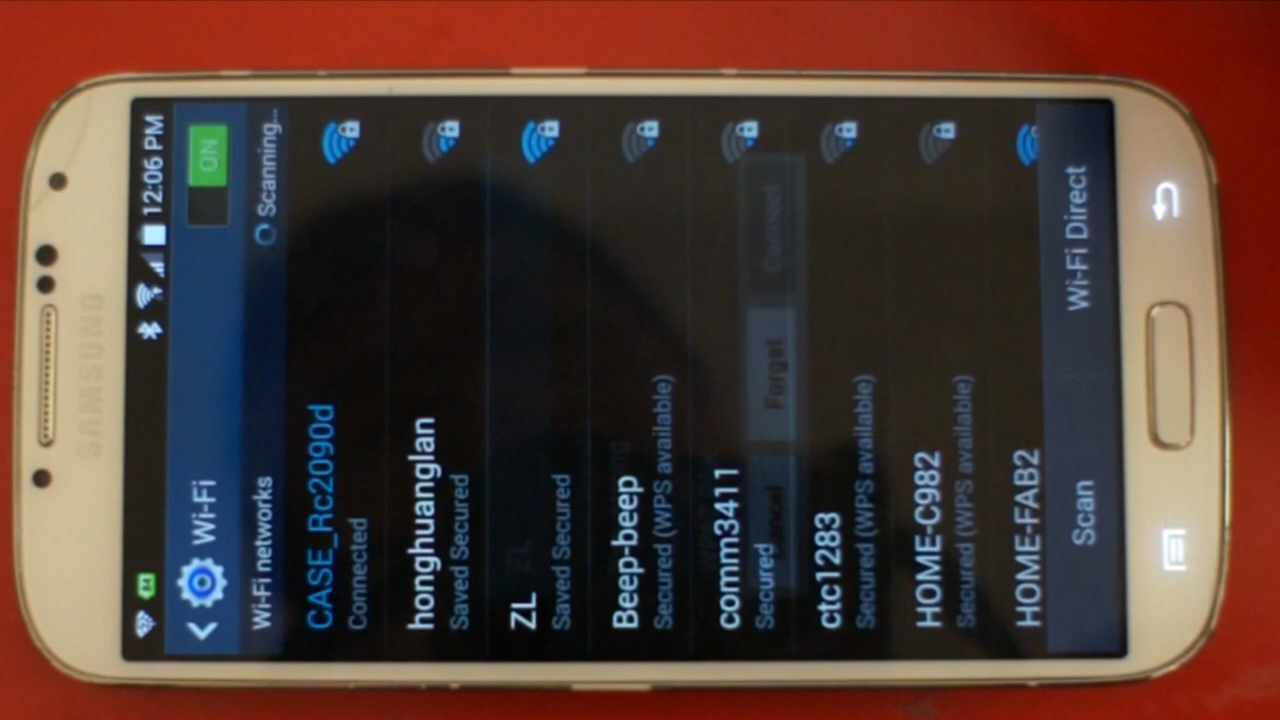 SAMSUNG
84
12:06 PM
Wi-Fi
ON
Wi-Fi networks
Scanning...
CASE_Rc2090d
Connected
honghuanglan
Saved Secured
ZL
Saved Secured
Beep-beep
Secured (WPS available)
comm3411
Secured
Cancel Forget Connect
ctc1283
Secured (WPS available)
HOME-C982
Secured (WPS available)
HOME-FAB2
Scan
Wi-Fi Direct